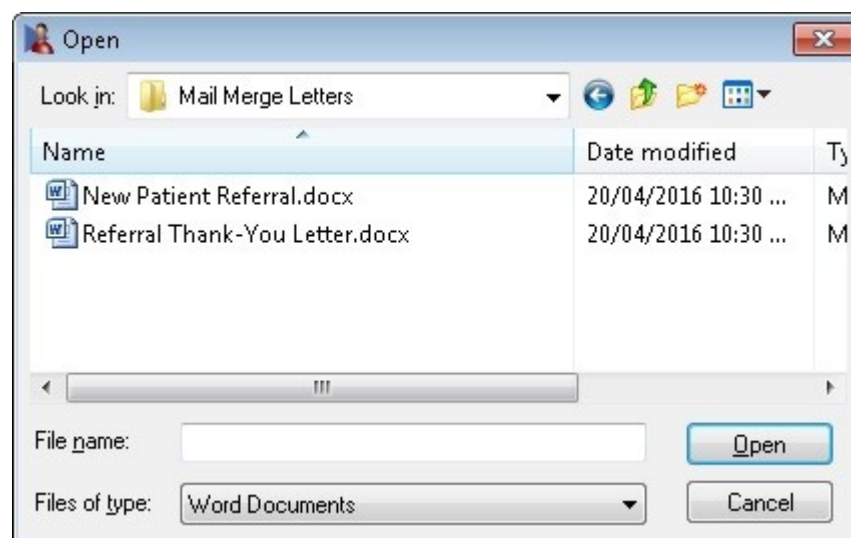 Open
Look in: Mail Merge Letters
Name Date modified Ty
New Patient Referral.docx 20/04/2016 10:30 ... M
Referral Thank-You Letter.docx 20/04/2016 10:30 ... M
File name: Open
Files of type: Word Documents Cancel